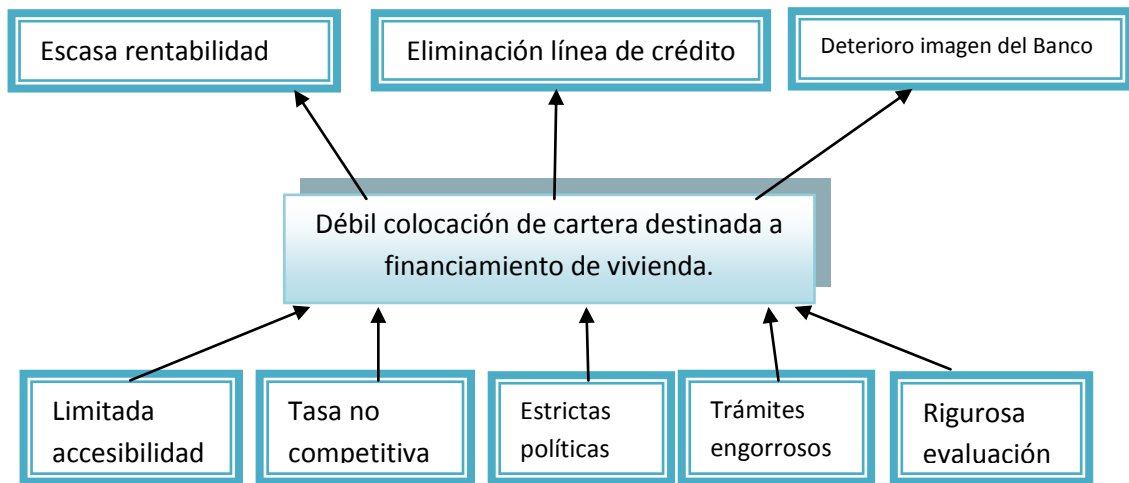 Escasa rentabilidad
Eliminación línea de crédito
Deterioro imagen del Banco
Débil colocación de cartera destinada a
financiamiento de vivienda.
Limitada
accesibilidad
Tasa no
competitiva
Estrictas
políticas
Trámites
engorrosos
Rigurosa
evaluación